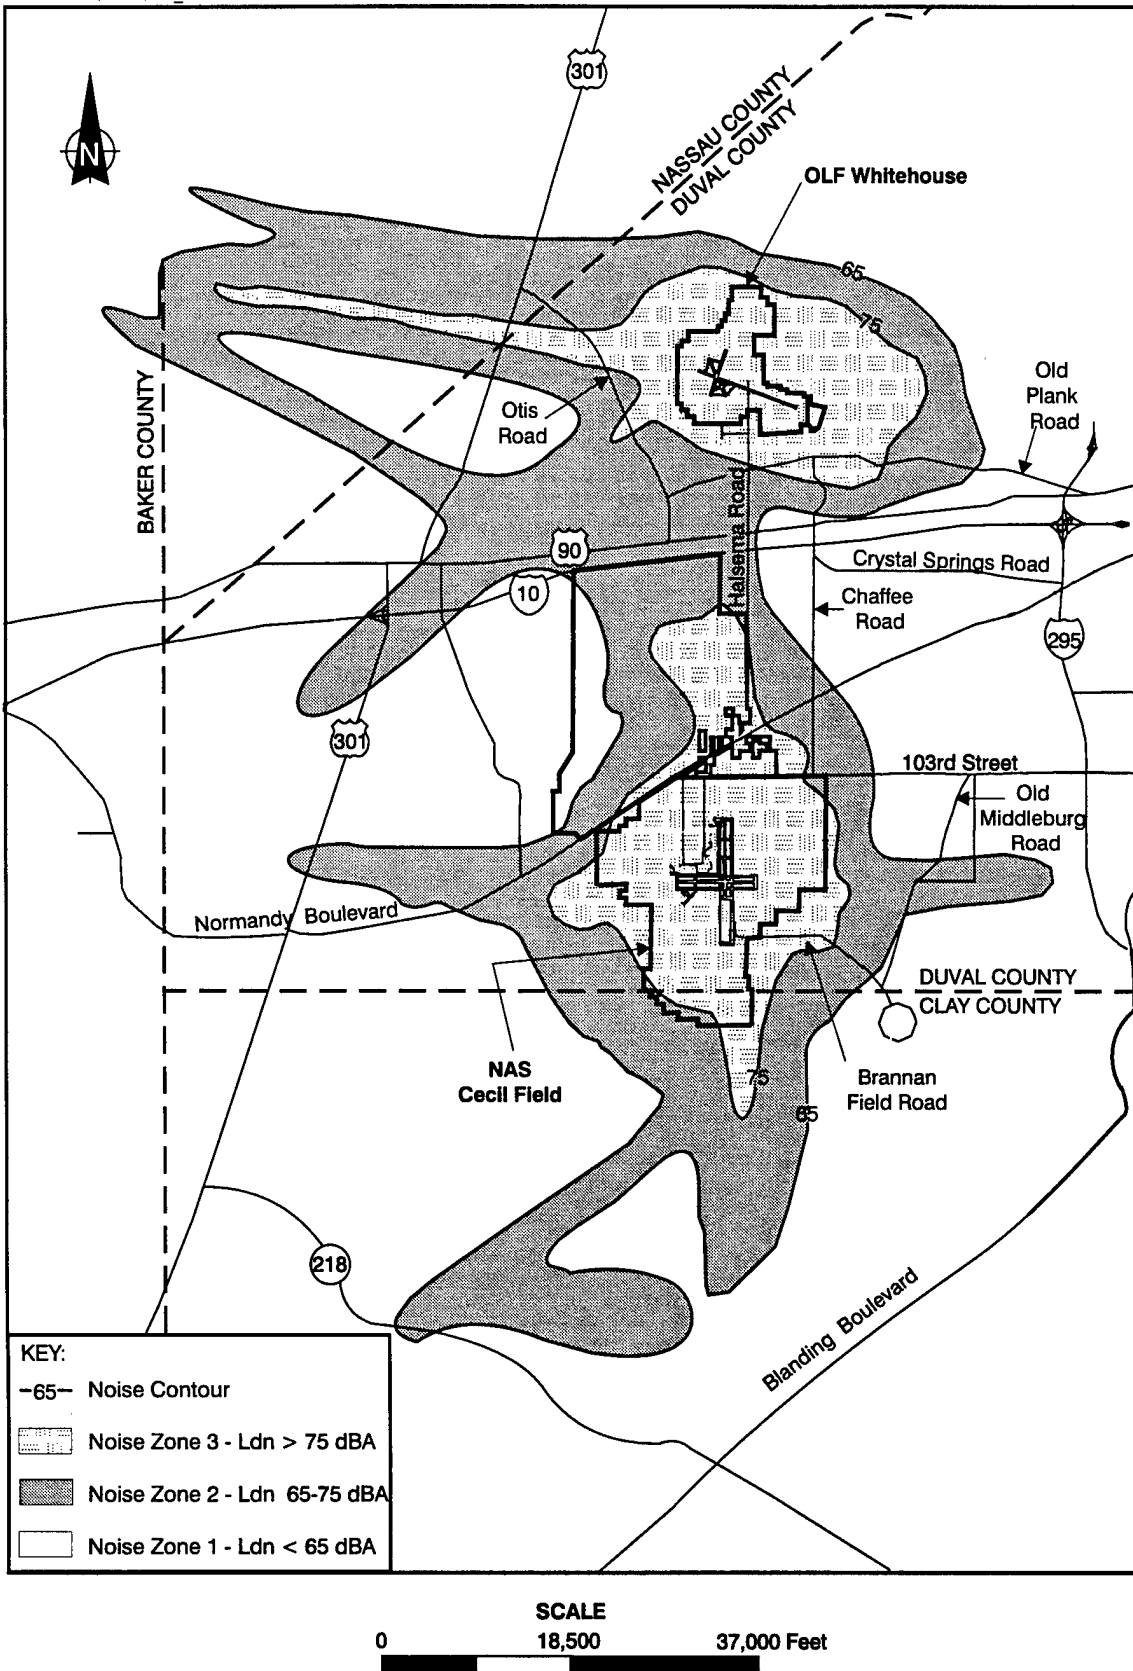 301
N
NASSAU COUNTY
DUVAL COUNTY
OLF Whitehouse
65
75
Old
Plank
Road
Otis
Road
BAKER COUNTY
Halsema Road
90
10
Crystal Springs Road
Chaffee
Road
295
301
103rd Street
Old
Middleburg
Road
Normandy Boulevard
DUVAL COUNTY
CLAY COUNTY
NAS
Cecil Field
75
65
Brannan
Field Road
218
Blanding Boulevard
KEY:
-65- Noise Contour
Noise Zone 3 - Ldn > 75 dBA
Noise Zone 2 - Ldn 65-75 dBA
Noise Zone 1 - Ldn < 65 dBA
SCALE
0 18,500 37,000 Feet